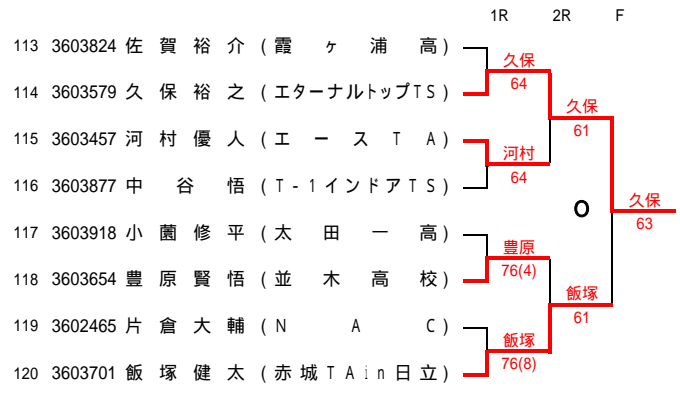 1R 2R F
113 3603824 佐 賀 裕 介 (霞 ヶ 浦 高)
久保
64
114 3603579 久 保 裕 之 (エターナルトップTS)
久保
61
115 3603457 河 村 優 人 (エ ー ス T A)
河村
64
116 3603877 中 谷 悟 (T-1インドアTS)
O
久保
63
117 3603918 小 薗 修 平 (太 田 一 高)
豊原
76(4)
118 3603654 豊 原 賢 悟 (並 木 高 校)
飯塚
61
119 3602465 片 倉 大 輔 (N A C)
飯塚
76(8)
120 3603701 飯 塚 健 太 (赤城TAin日立)